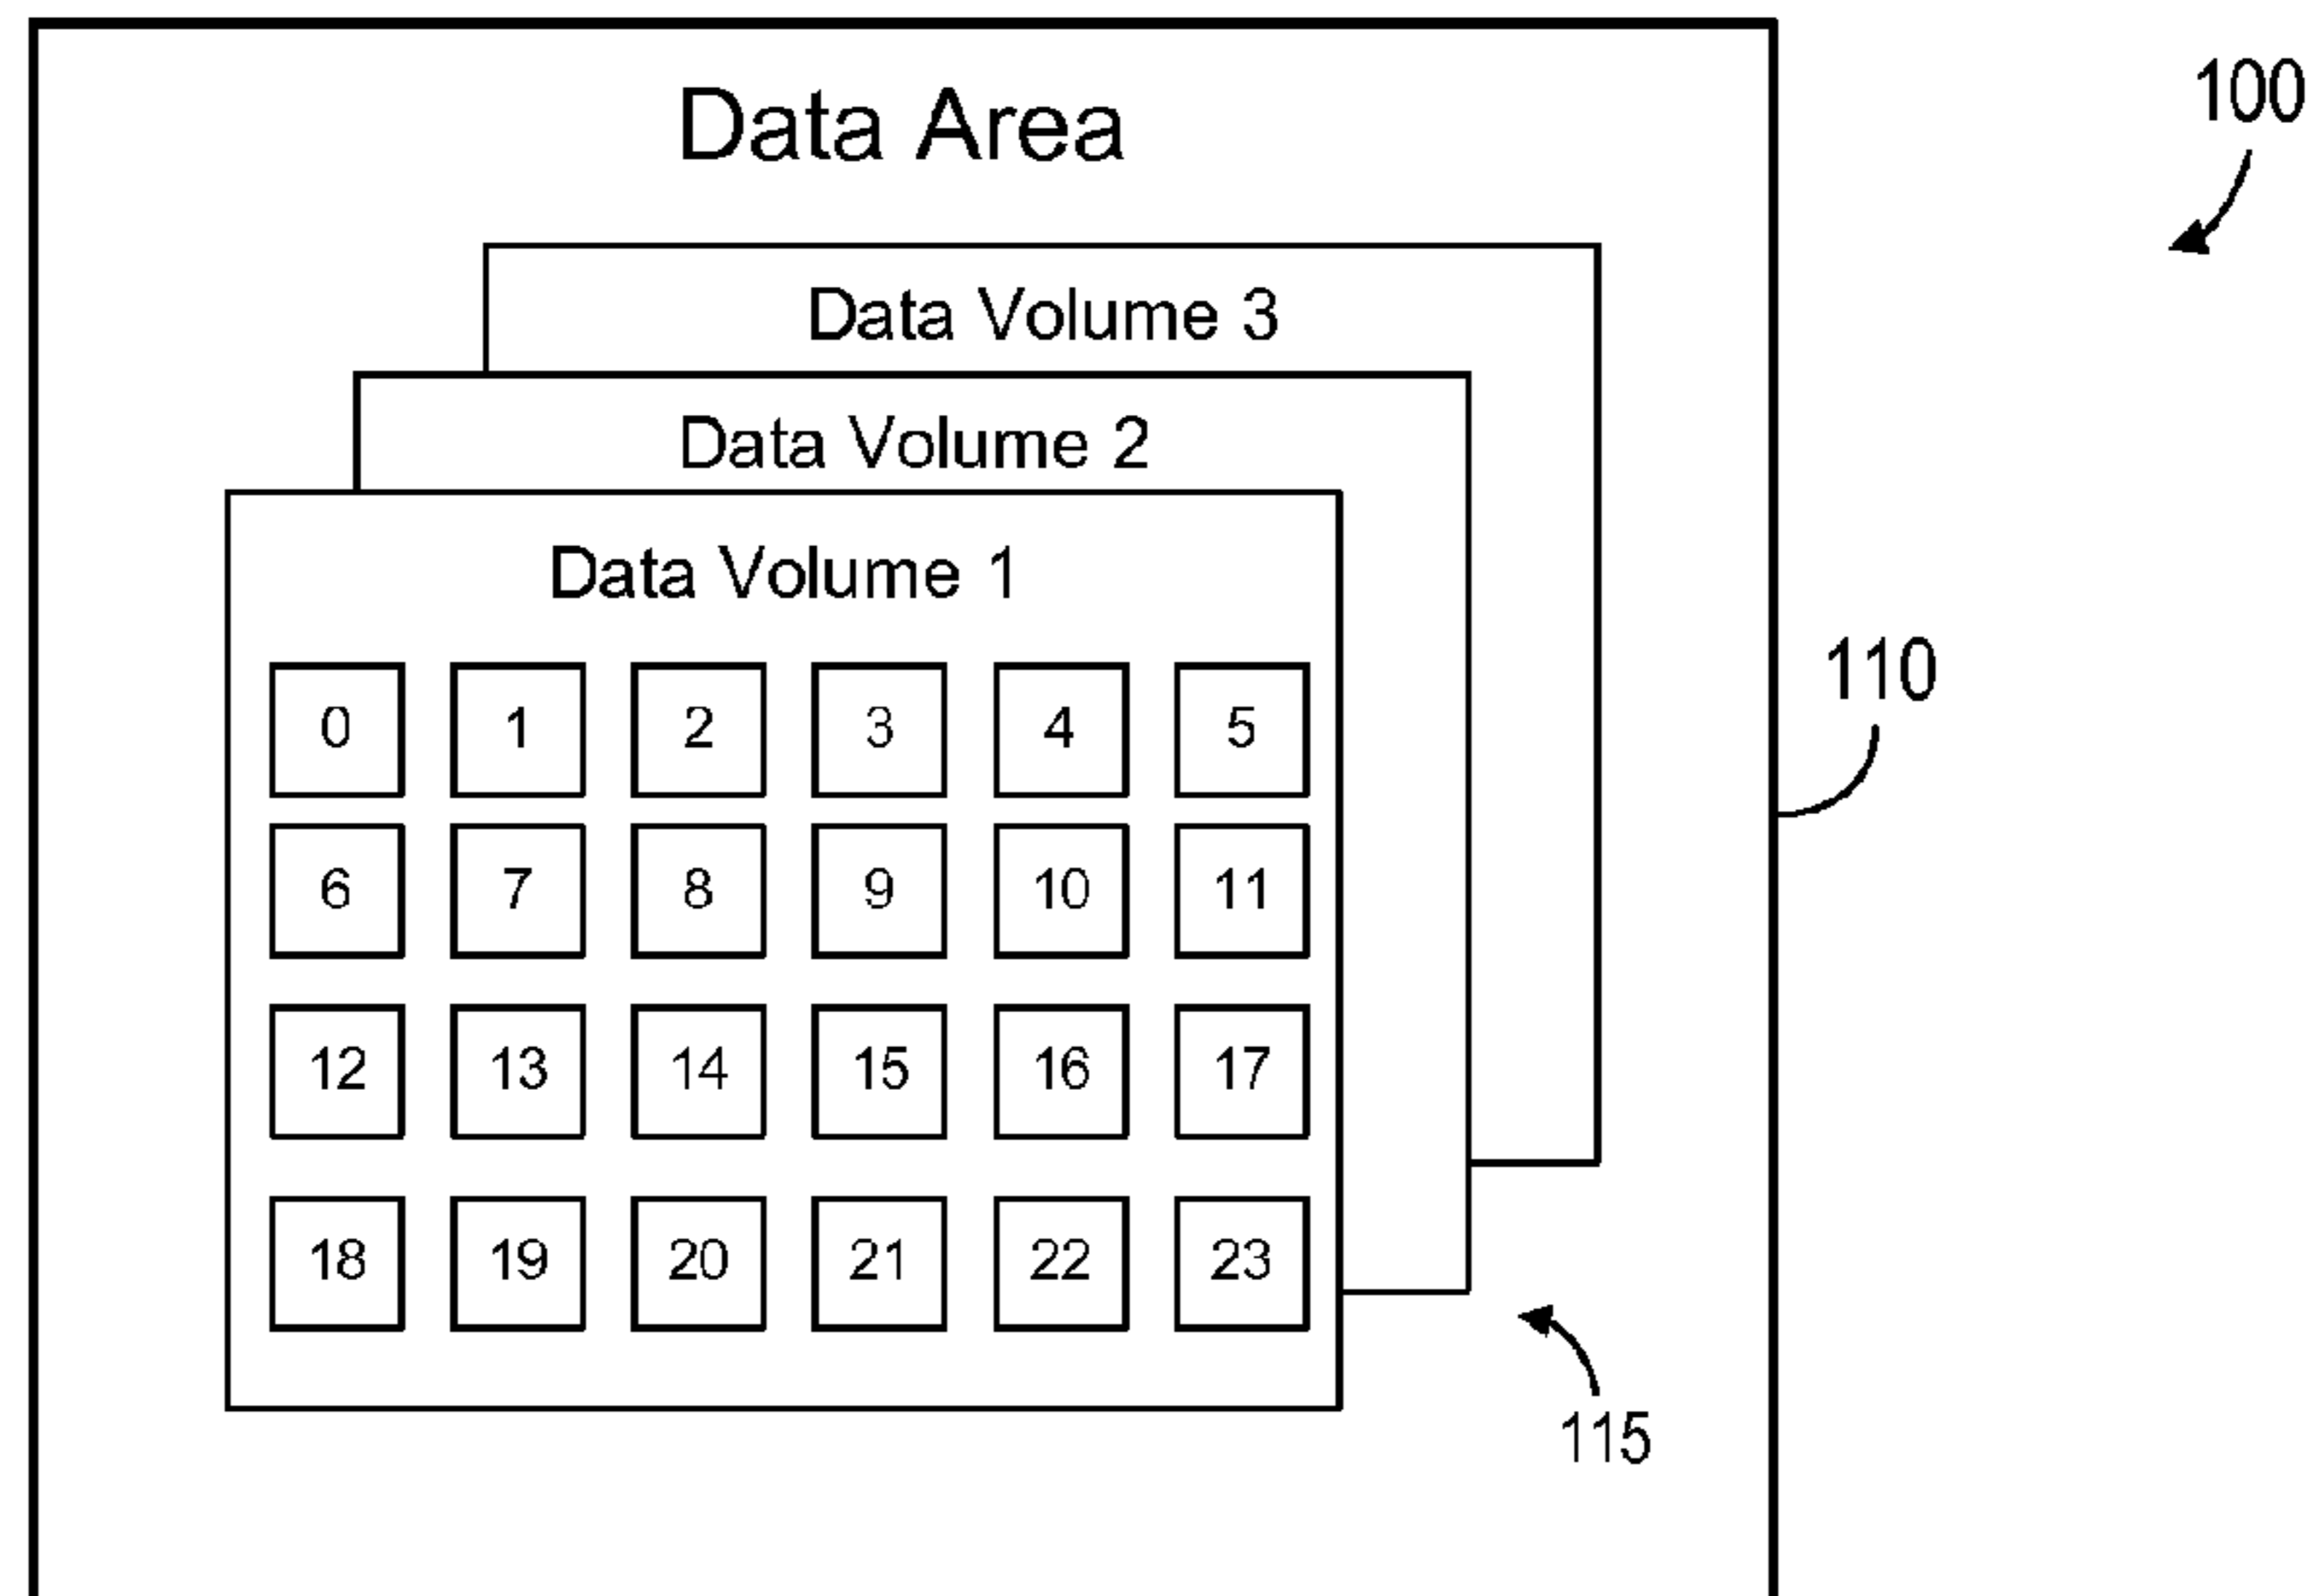 Data Area
100
Data Volume 3
Data Volume 2
Data Volume 1
110
0 1 2 3 4 5
6 7 8 9 10 11
12 13 14 15 16 17
18 19 20 21 22 23
115